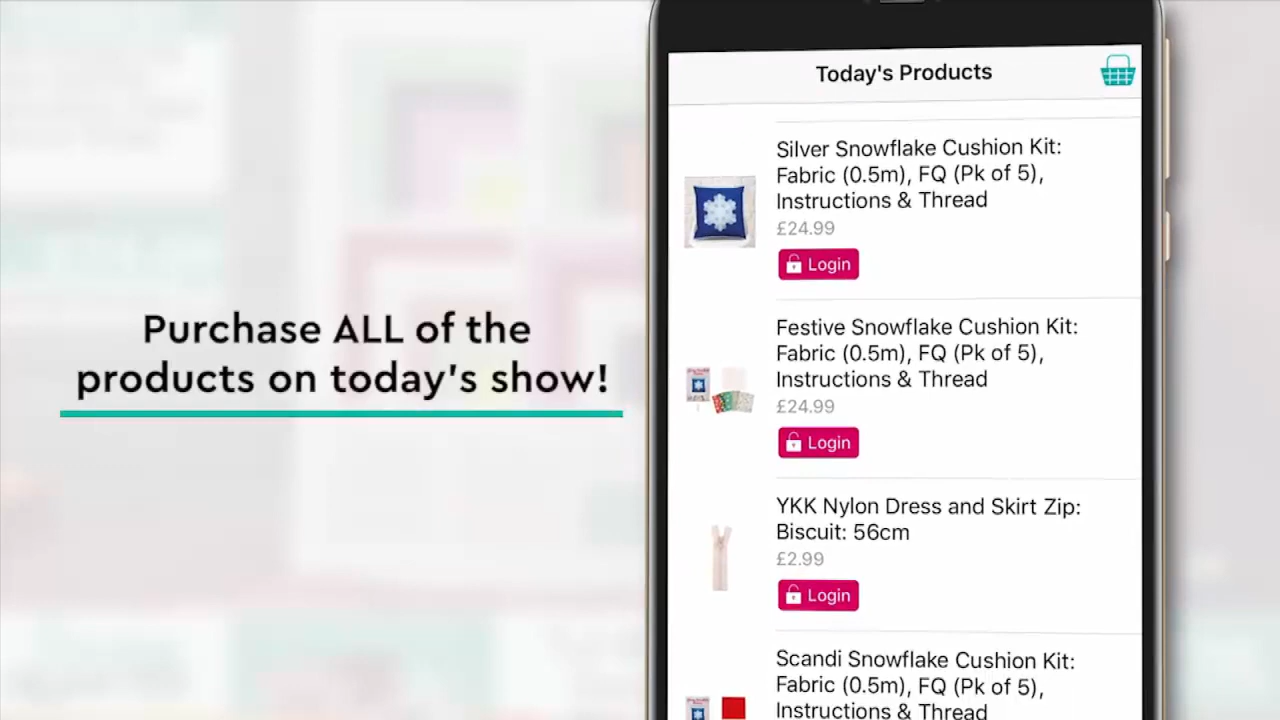 Purchase ALL of the
products on today's show!
Today's Products
Silver Snowflake Cushion Kit:
Fabric (0.5m), FQ (Pk of 5),
Instructions & Thread
£24.99
Login
Festive Snowflake Cushion Kit:
Fabric (0.5m), FQ (Pk of 5),
Instructions & Thread
£24.99
Login
YKK Nylon Dress and Skirt Zip:
Biscuit: 56cm
£2.99
Login
Scandi Snowflake Cushion Kit:
Fabric (0.5m), FQ (Pk of 5),
Instructions & Thread